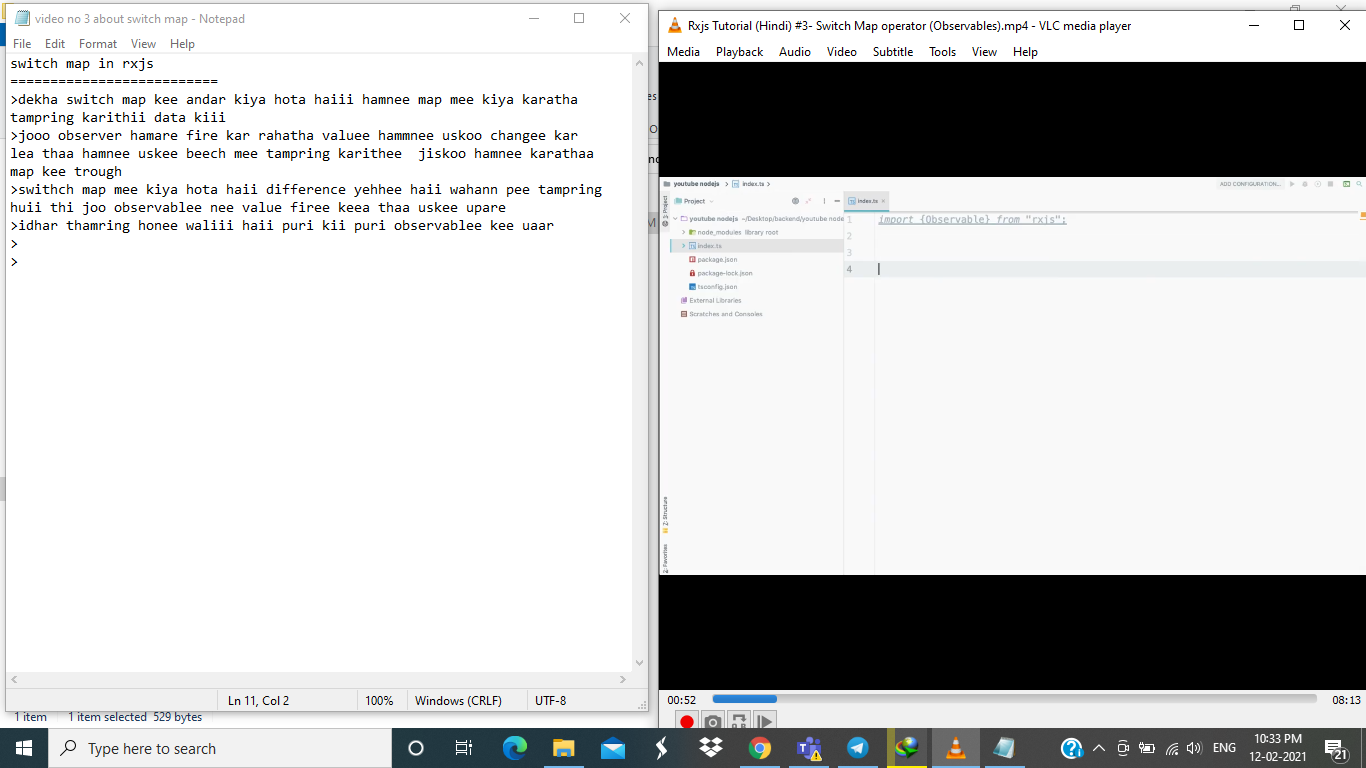 video no 3 about switch map - Notepad
File Edit Format View Help
switch map in rxjs
==========================
>dekha switch map kee andar kiya hota haiii hamnee map mee kiya karatha
tampring karithii data kiii
>jooo observer hamare fire kar rahatha valuee hammnee uskoo changee kar
lea thaa hamnee uskee beech mee tampring karithee  jiskoo hamnee karathaa
map kee trough
>swithch map mee kiya hota haii difference yehhee haii wahann pee tampring
huii thi joo observablee nee value firee keea thaa uskee upare
>idhar thamring honee waliii haii puri kii puri observablee kee uaar
>
>
Ln 11, Col 2 100% Windows (CRLF) UTF-8
1 item 1 item selected 529 bytes
Rxjs Tutorial (Hindi) #3- Switch Map operator (Observables).mp4 - VLC media player
Media Playback Audio Video Subtitle Tools View Help
youtube nodejs index.ts
ADD CONFIGURATION...
Project
index.ts
1: Project
youtube nodejs ~/Desktop/backend/youtube node
node_modules library root
index.ts
package.json
package-lock.json
tsconfig.json
External Libraries
Scratches and Consoles
1 import {Observable} from "rxjs";
2
3
4
Z: Structure
2: Favorites
00:52 08:13
Type here to search
ENG
10:33 PM
12-02-2021
21